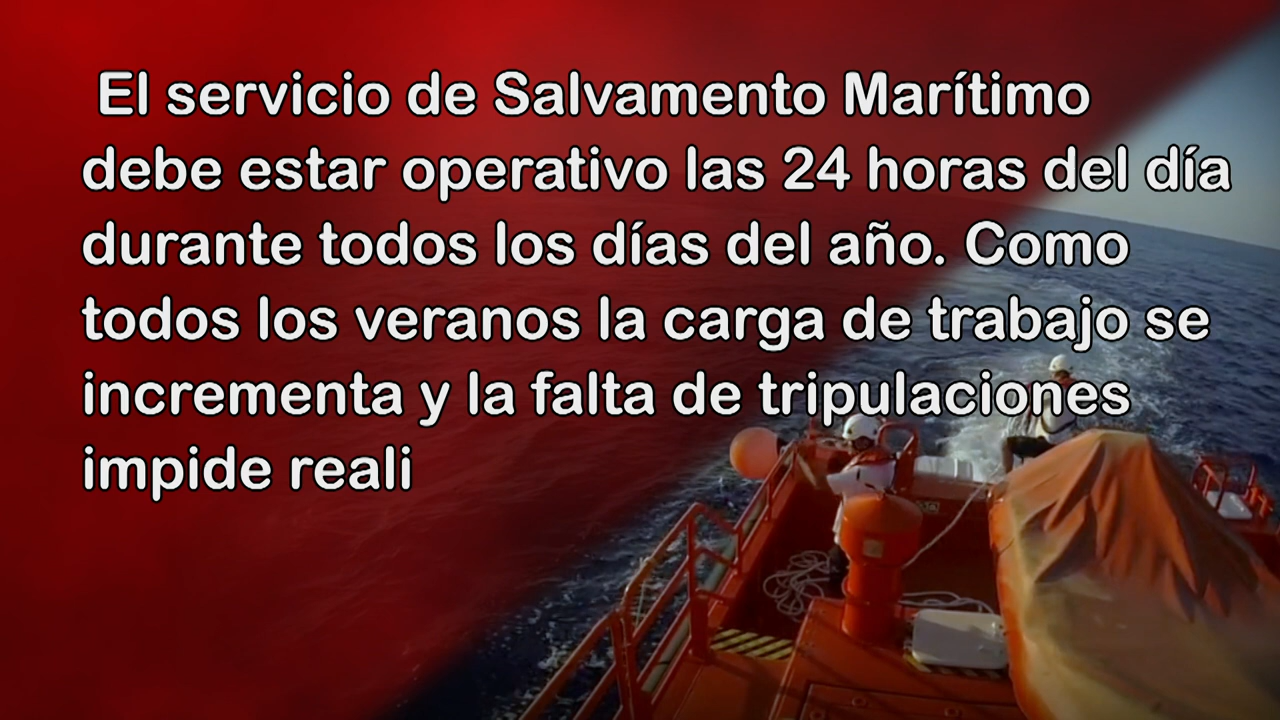 El servicio de Salvamento Marítimo
debe estar operativo las 24 horas del día
durante todos los días del año. Como
todos los veranos la carga de trabajo se
incrementa y la falta de tripulaciones
impide reali